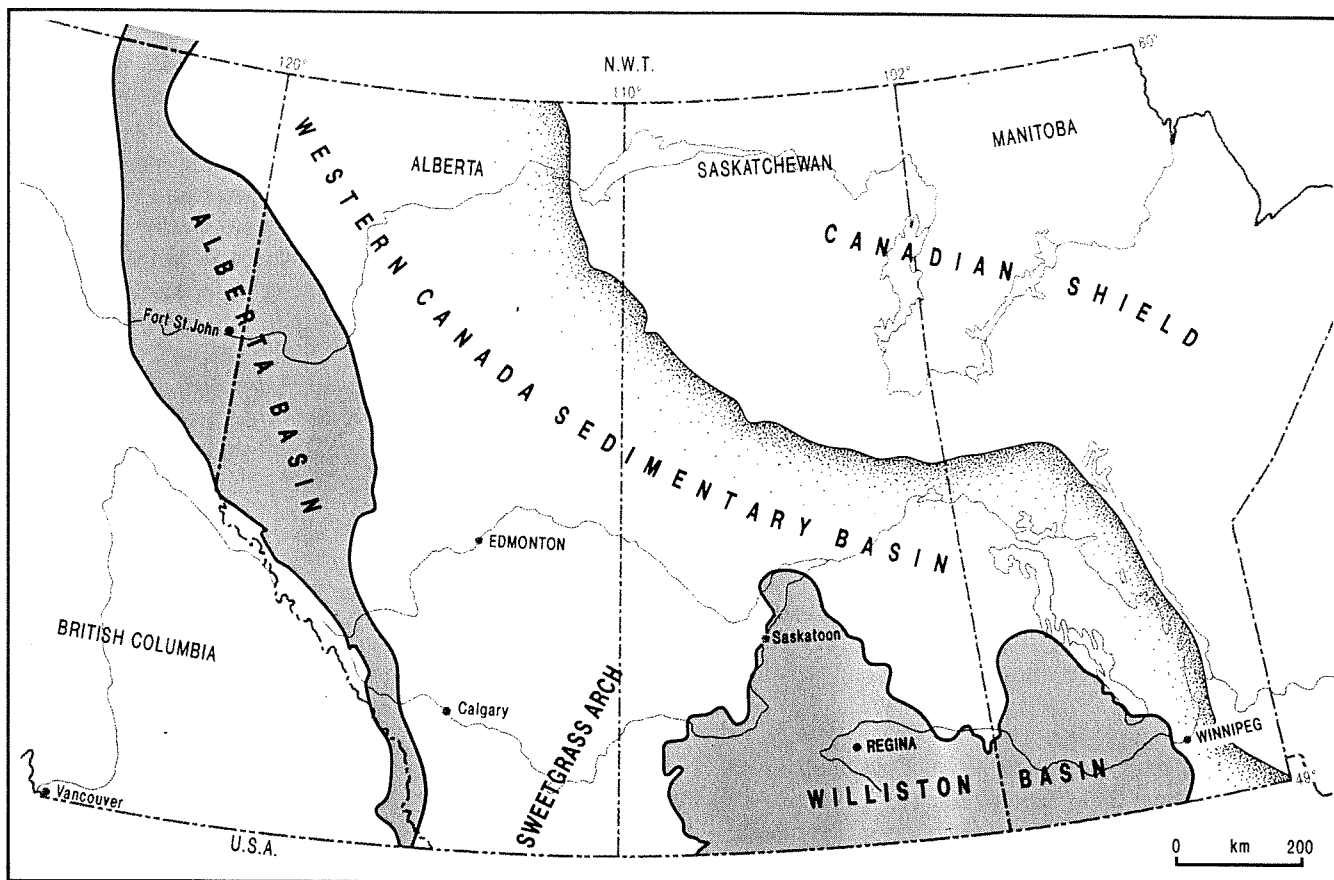 60°
120°
N.W.T.
110°
102°
MANITOBA
ALBERTA
SASKATCHEWAN
WESTERN CANADA SEDIMENTARY BASIN
CANADIAN SHIELD
ALBERTA BASIN
Fort St. John
EDMONTON
BRITISH COLUMBIA
Saskatoon
Calgary
SWEETGRASS ARCH
REGINA
WINNIPEG
WILLISTON BASIN
49°
Vancouver
U.S.A.
0 km 200